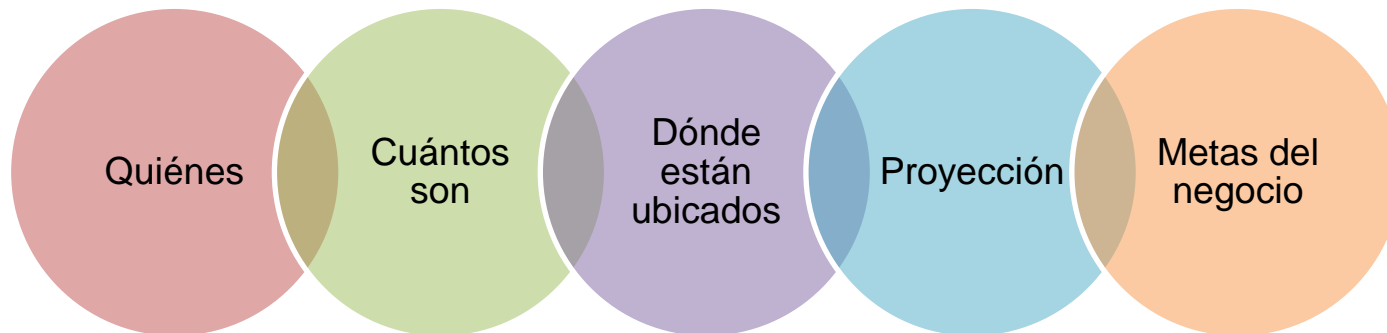 Quiénes
Cuántos
son
Dónde
están
ubicados
Proyección
Metas del
negocio